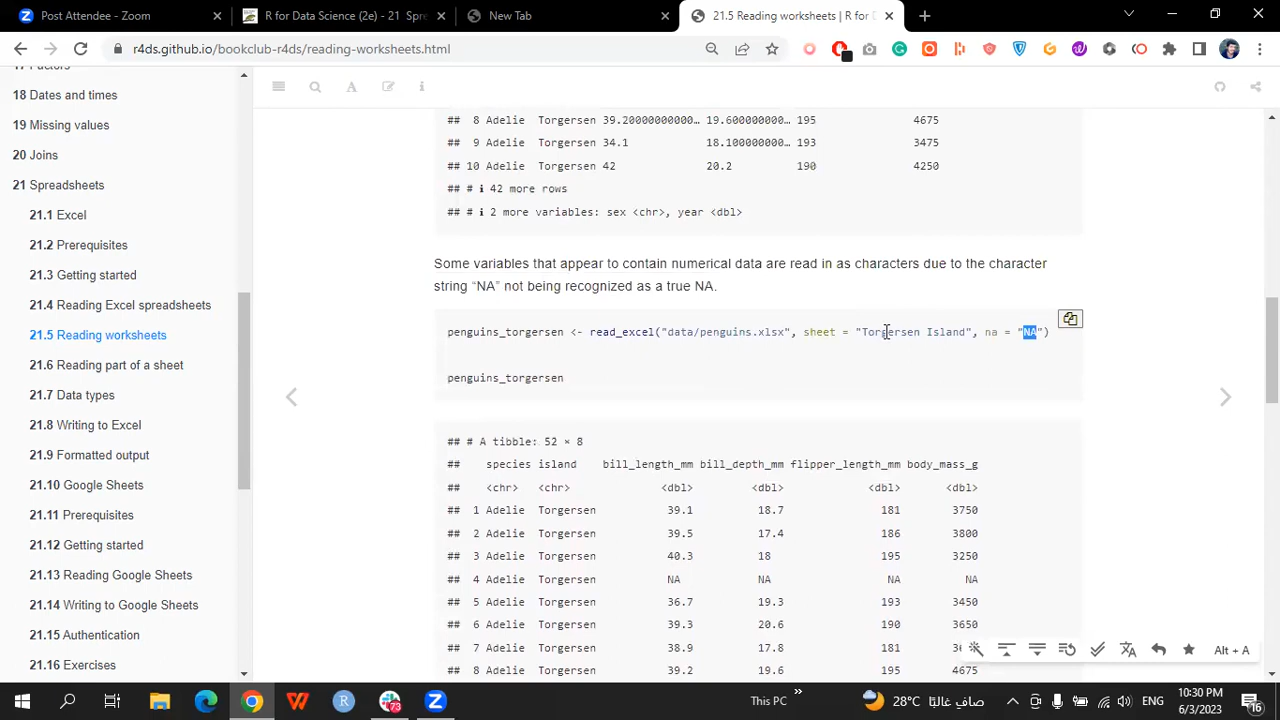 Post Attendee - Zoom
R for Data Science (2e) - 21 Spre
New Tab
21.5 Reading worksheets | R for D
r4ds.github.io/bookclub-r4ds/reading-worksheets.html
18 Dates and times
19 Missing values
20 Joins
21 Spreadsheets
21.1 Excel
21.2 Prerequisites
21.3 Getting started
21.4 Reading Excel spreadsheets
21.5 Reading worksheets
21.6 Reading part of a sheet
21.7 Data types
21.8 Writing to Excel
21.9 Formatted output
21.10 Google Sheets
21.11 Prerequisites
21.12 Getting started
21.13 Reading Google Sheets
21.14 Writing to Google Sheets
21.15 Authentication
21.16 Exercises
## 8 Adelie Torgersen 39.20000000000… 19.600000000… 195 4675
## 9 Adelie Torgersen 34.1 18.100000000… 193 3475
## 10 Adelie Torgersen 42 20.2 190 4250
## # ℹ 42 more rows
## # ℹ 2 more variables: sex <chr>, year <dbl>
Some variables that appear to contain numerical data are read in as characters due to the character
string “NA” not being recognized as a true NA.
penguins_torgersen <- read_excel("data/penguins.xlsx", sheet = "Torgersen Island", na = "NA")
penguins_torgersen
## # A tibble: 52 × 8
## species island bill_length_mm bill_depth_mm flipper_length_mm body_mass_g
## <chr> <chr> <dbl> <dbl> <dbl> <dbl>
## 1 Adelie Torgersen 39.1 18.7 181 3750
## 2 Adelie Torgersen 39.5 17.4 186 3800
## 3 Adelie Torgersen 40.3 18 195 3250
## 4 Adelie Torgersen NA NA NA NA
## 5 Adelie Torgersen 36.7 19.3 193 3450
## 6 Adelie Torgersen 39.3 20.6 190 3650
## 7 Adelie Torgersen 38.9 17.8 181
## 8 Adelie Torgersen 39.2 19.6 195 4675
Alt + A
73
This PC
28°C صافٍ غالبًا
ENG
10:30 PM
6/3/2023
16